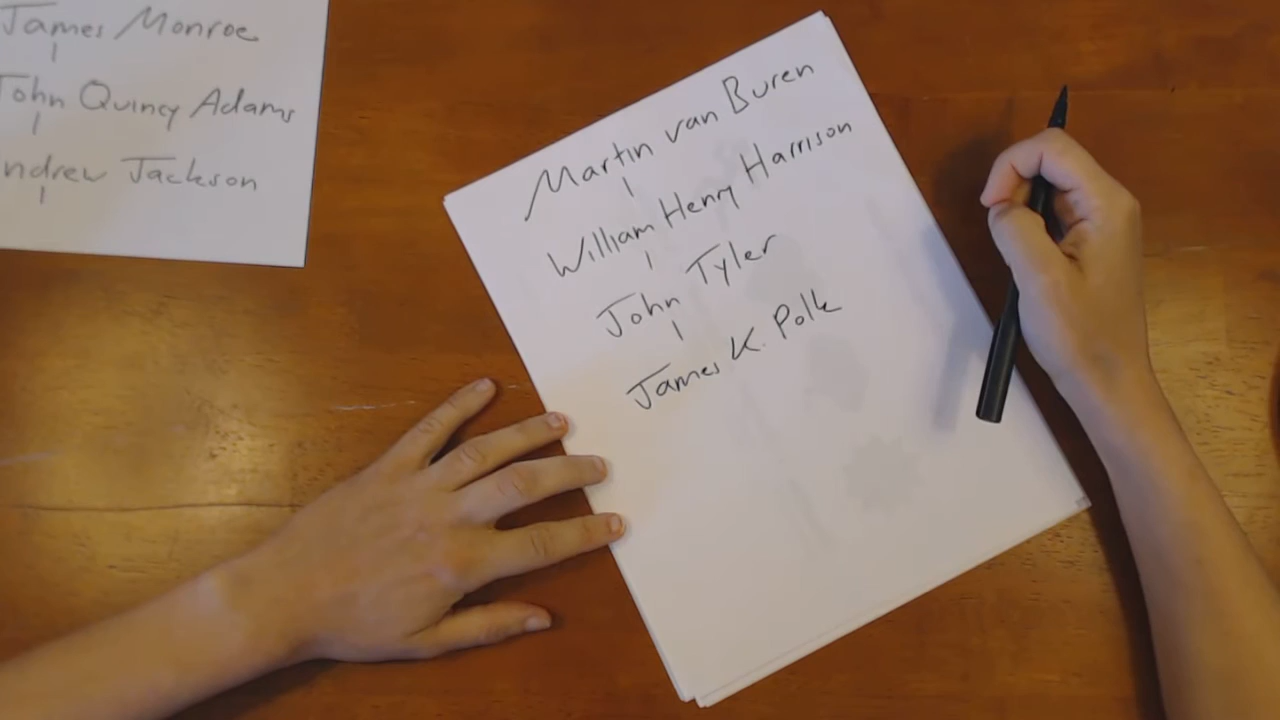 James Monroe
John Quincy Adams
ndrew Jackson
Martin van Buren
William Henry Harrison
John Tyler
James K. Polk